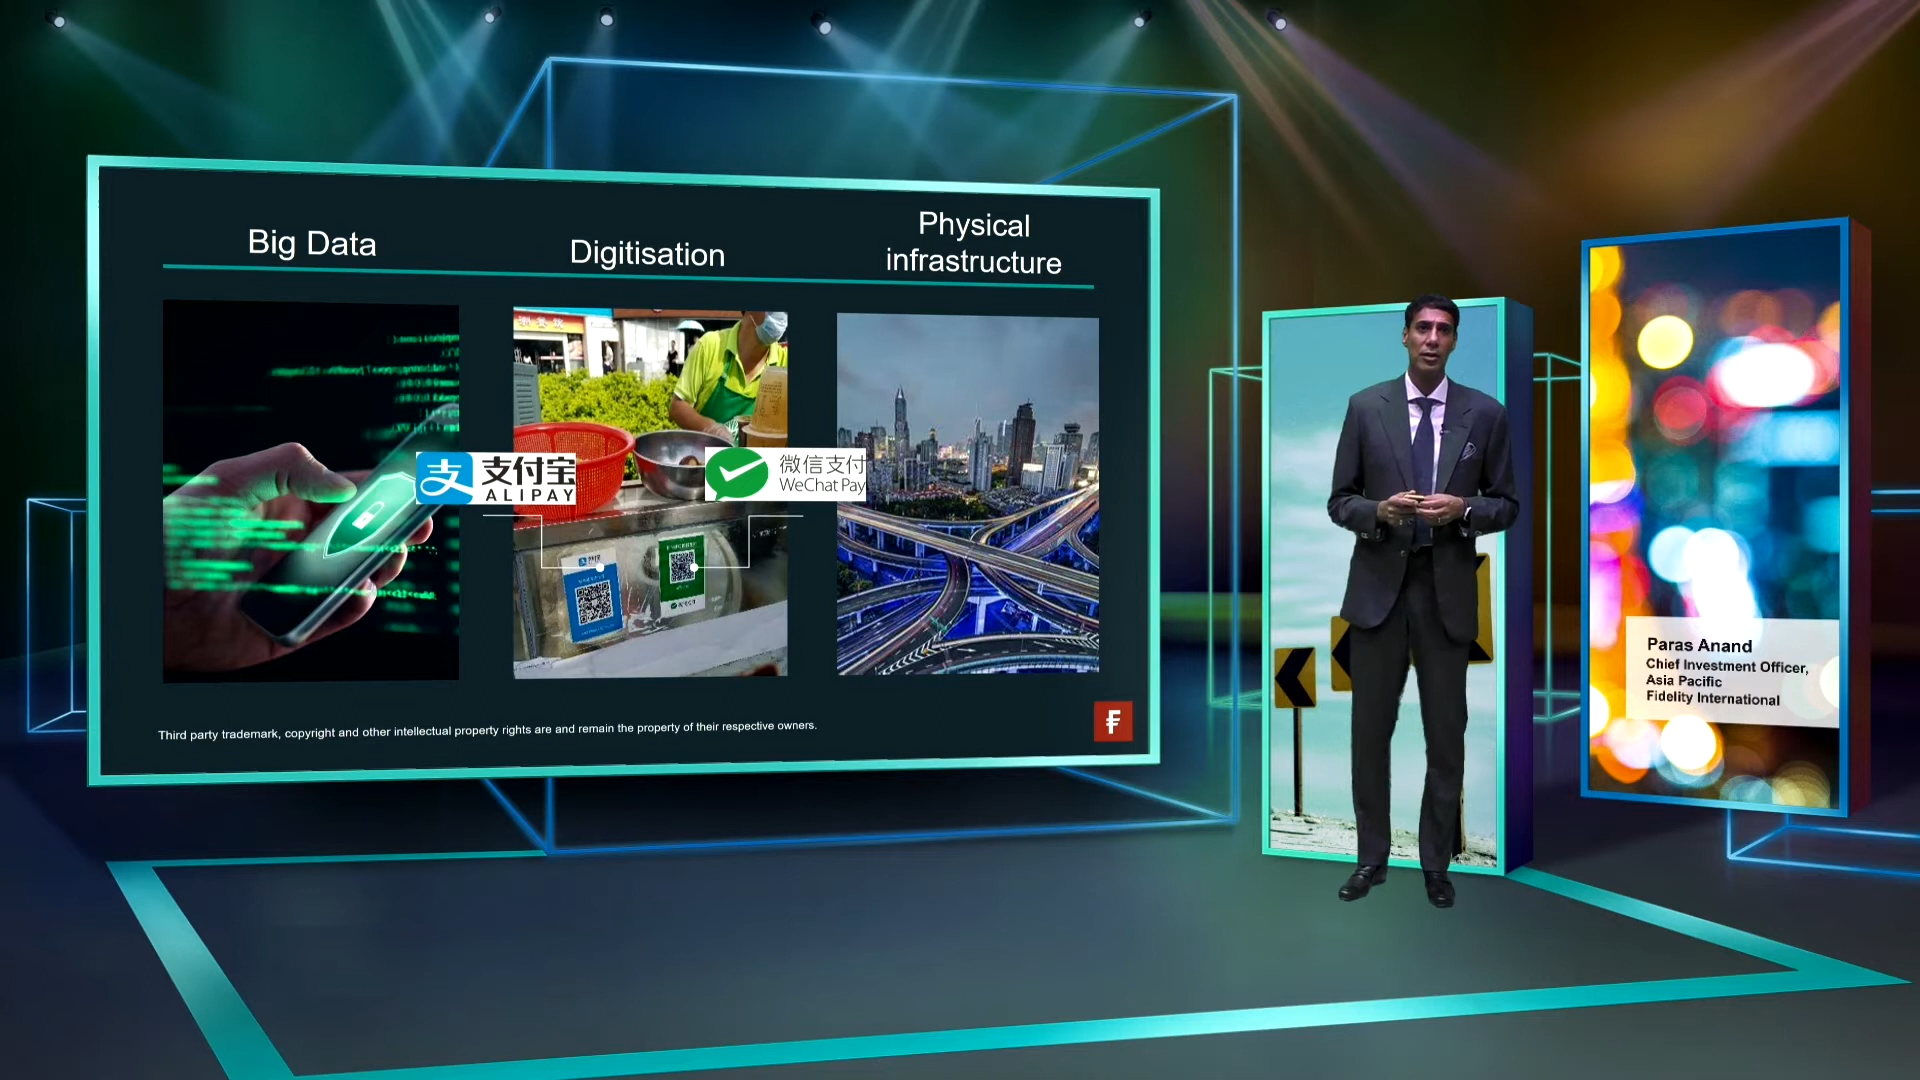 Big Data
Digitisation
Physical
infrastructure
支付宝
ALIPAY
微信支付
WeChat Pay
Third party trademark, copyright and other intellectual property rights are and remain the property of their respective owners.
Paras Anand
Chief Investment Officer,
Asia Pacific
Fidelity International